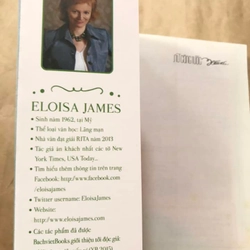 ELOISA JAMES
• Sinh năm 1962, tại Mỹ
• Thể loại văn học: Lãng mạn
• Nhà văn đạt giải RITA năm 2013
• Tác giả ăn khách nhất các tờ New
York Times, USA Today...
• Tìm hiểu thêm thông tin trên trang
Facebook: http://www.facebook.com
/eloisajames
• Twitter username: EloisaJames
• Website:
http://www.eloisajames.com
• Các tác phẩm đã được
BachvietBooks giới thiệu tới độc giả